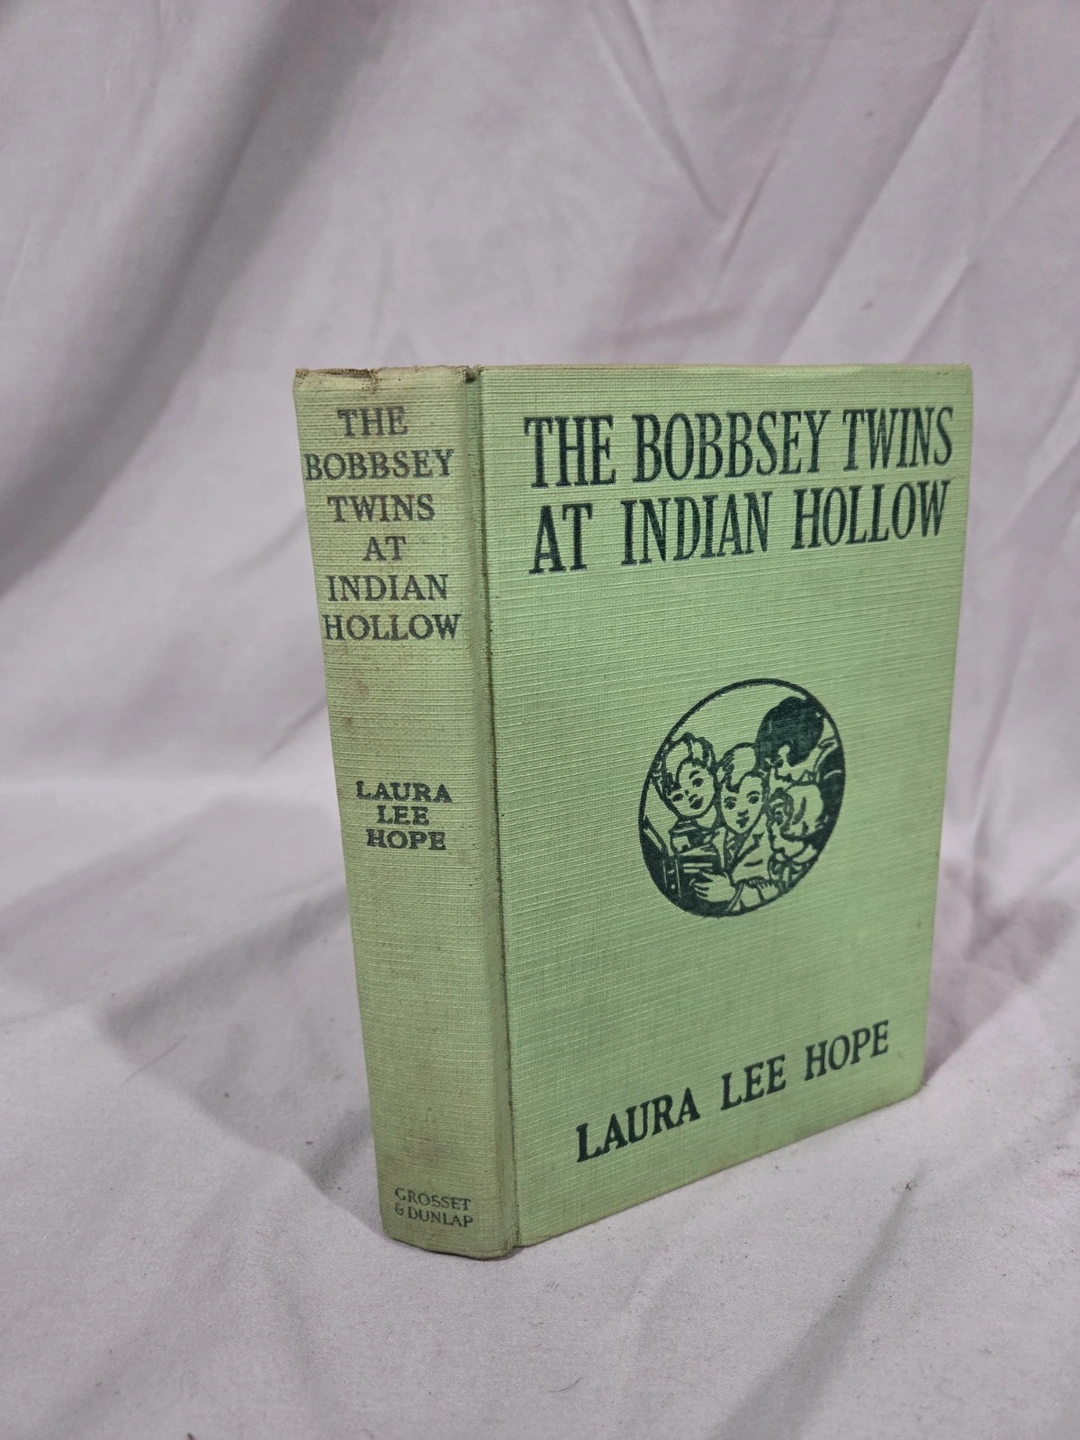 THE
BOBBSEY
TWINS
AT
INDIAN
HOLLOW
LAURA
LEE
HOPE
GROSSET
& DUNLAP
THE BOBBSEY TWINS
AT INDIAN HOLLOW
LAURA LEE HOPE